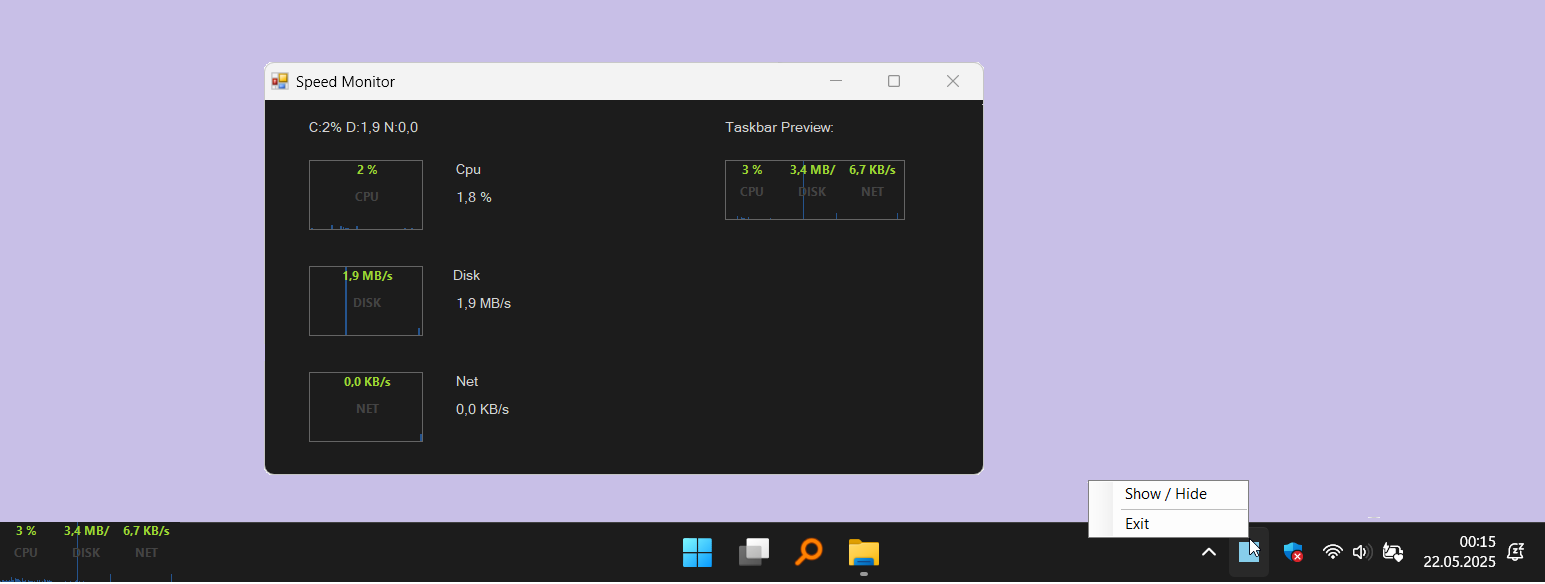 Speed Monitor
C:2% D:1,9 N:0,0
Taskbar Preview:
2 %
CPU
Cpu
1,8 %
3 % 3,4 MB/ 6,7 KB/s
CPU DISK NET
1,9 MB/s
DISK
Disk
1,9 MB/s
0,0 KB/s
NET
Net
0,0 KB/s
Show / Hide
Exit
3 % 3,4 MB/ 6,7 KB/s
CPU DISK NET
00:15
22.05.2025